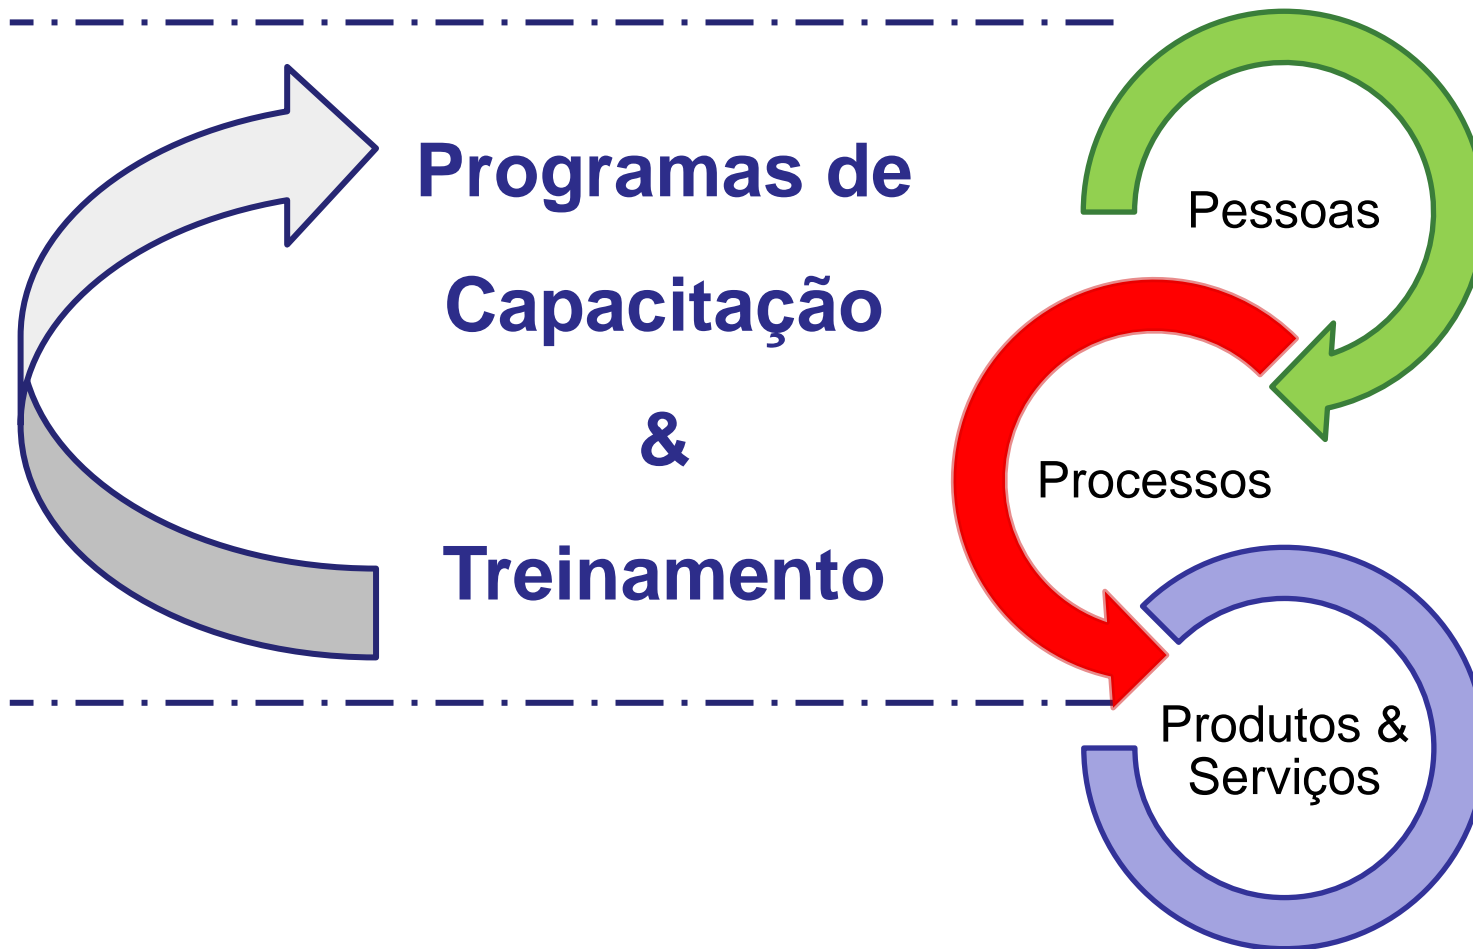 Programas de
Capacitação
&
Treinamento
Pessoas
Processos
Produtos &
Serviços